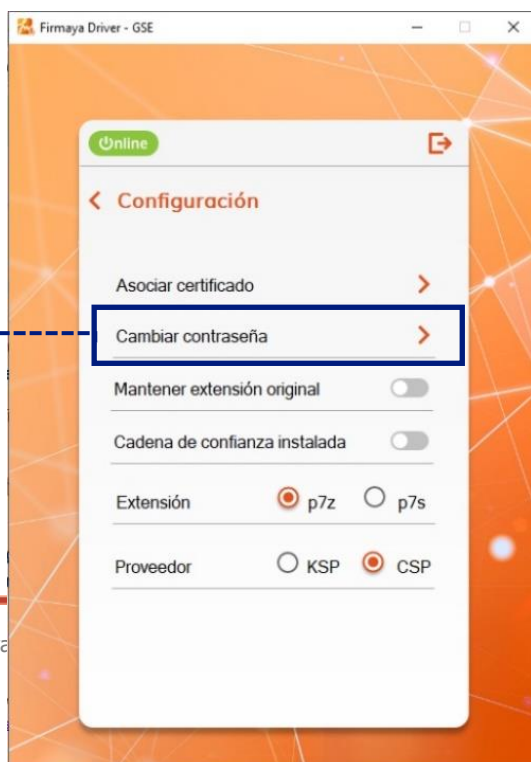 Firmaya Driver - GSE
Online
Configuración
Asociar certificado
Cambiar contraseña
Mantener extensión original
Cadena de confianza instalada
Extensión p7z p7s
Proveedor KSP CSP